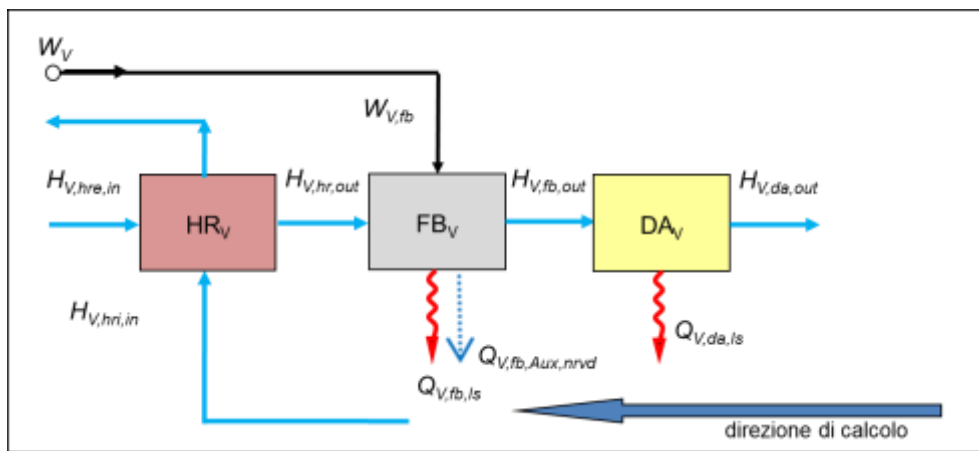 W_V
W_V,fb
H_V,hre,in
H_V,hr,out
H_V,fb,out
H_V,da,out
HR_V
FB_V
DA_V
H_V,hri,in
Q_V,da,ls
Q_V,fb,Aux,nrvd
Q_V,fb,ls
direzione di calcolo